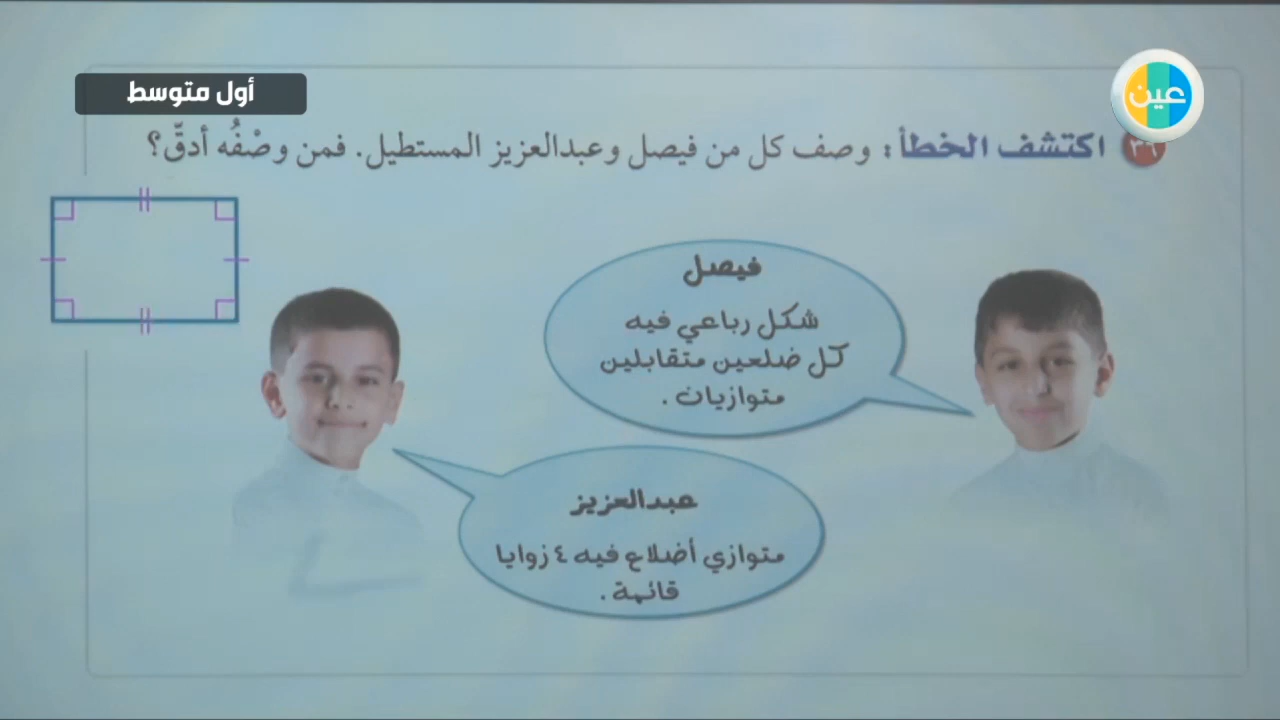 أول متوسط
عين
٣٦ اكتشف الخطأ: وصف كل من فيصل وعبدالعزيز المستطيل. فمن وصْفُه أدقّ؟
فيصل
شكل رباعي فيه
كل ضلعين متقابلين
متوازيان .
عبدالعزيز
متوازي أضلاع فيه ٤ زوايا
قائمة .